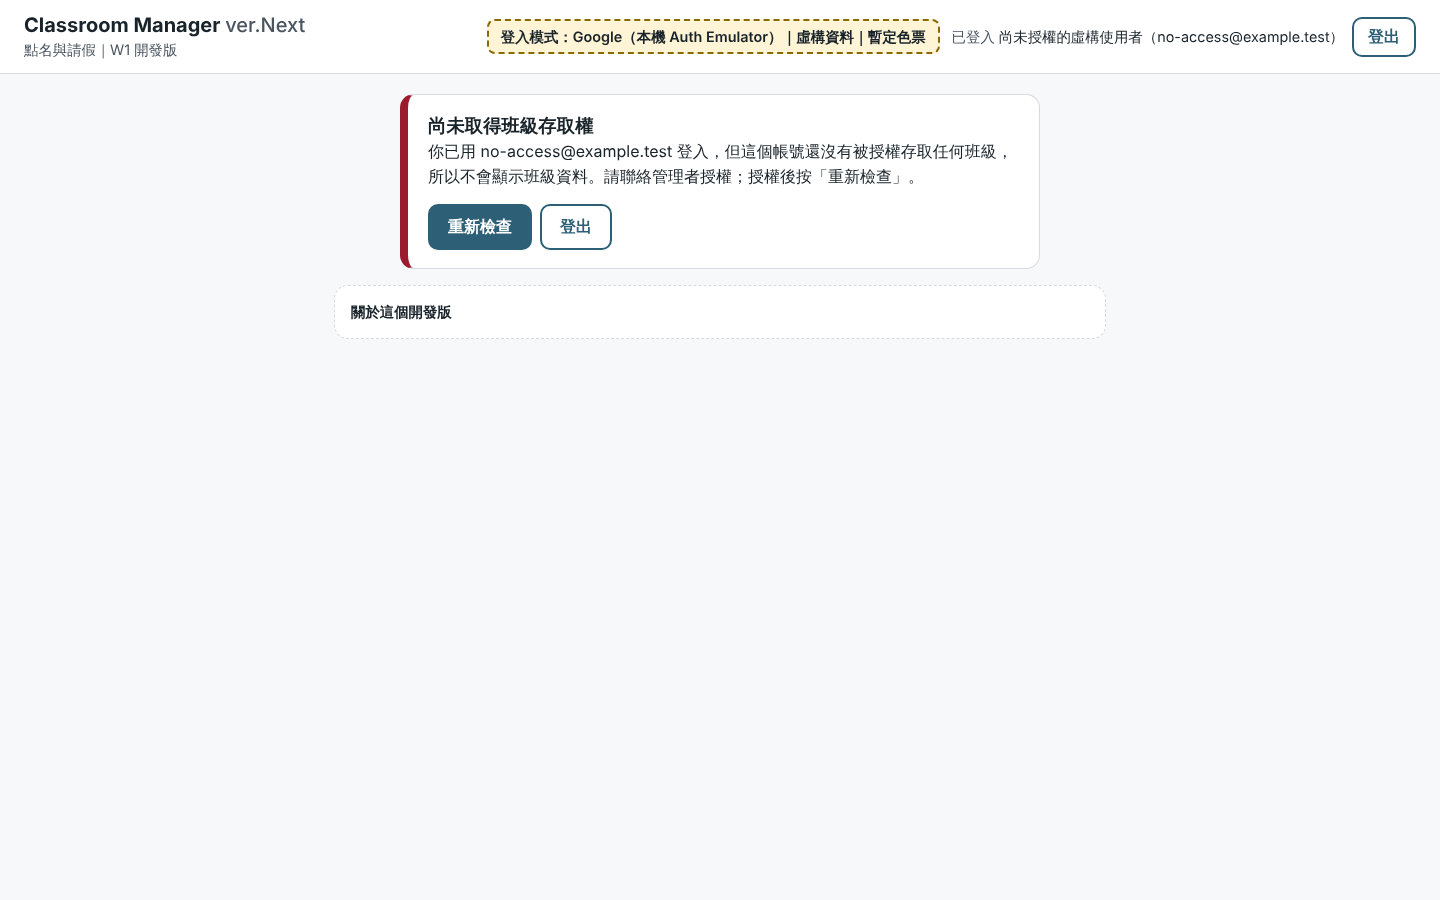 Classroom Manager ver.Next
點名與請假｜W1 開發版
登入模式：Google（本機 Auth Emulator）｜虛構資料｜暫定色票
已登入 尚未授權的虛構使用者（no-access@example.test）
登出
尚未取得班級存取權
你已用 no-access@example.test 登入，但這個帳號還沒有被授權存取任何班級，
所以不會顯示班級資料。請聯絡管理者授權；授權後按「重新檢查」。
重新檢查
登出
關於這個開發版